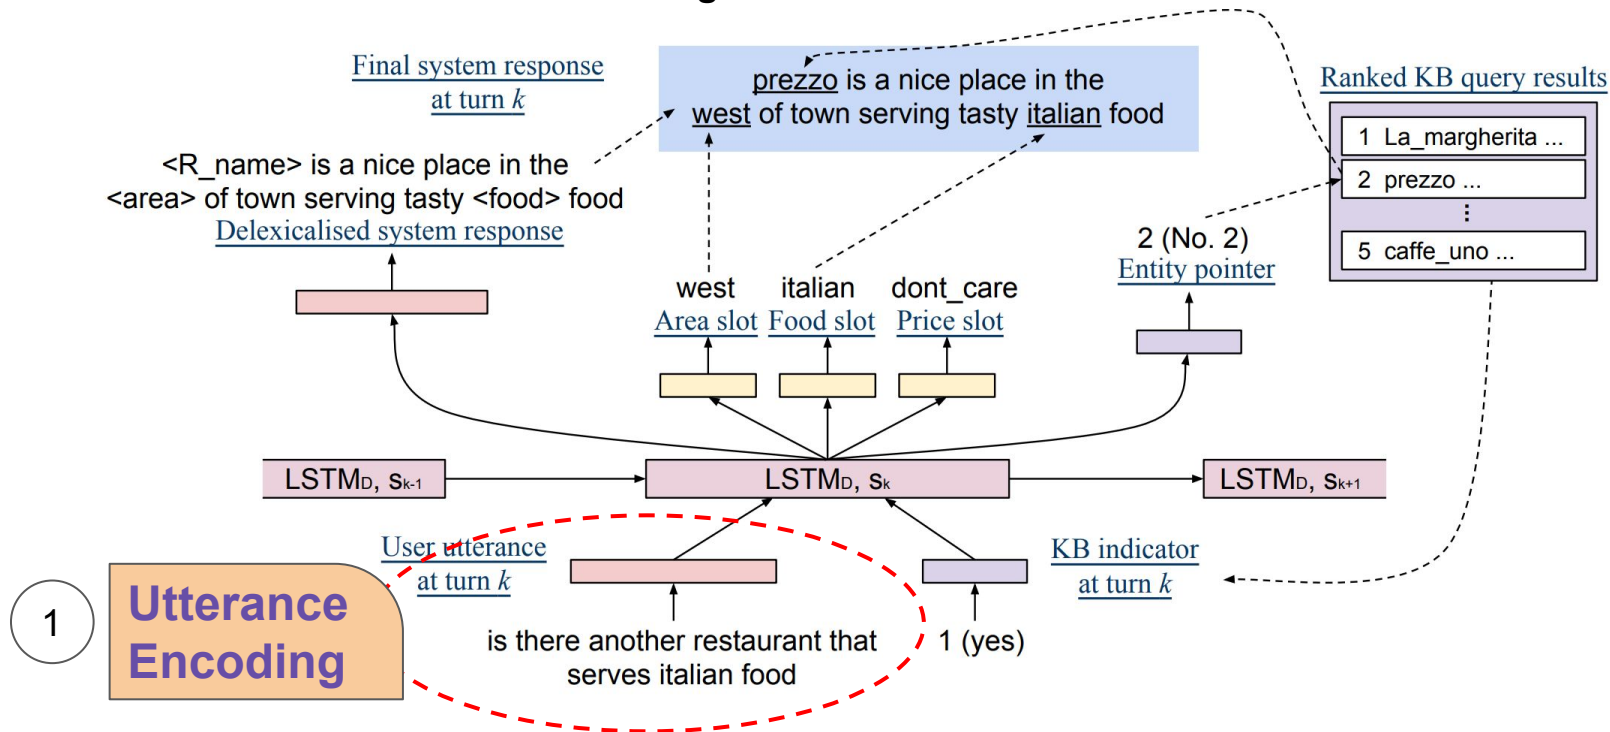 Final system response
at turn k
prezzo is a nice place in the
west of town serving tasty italian food
Ranked KB query results
1 La_margherita ...
2 prezzo ...
⋮
5 caffe_uno ...
<R_name> is a nice place in the
<area> of town serving tasty <food> food
Delexicalised system response
2 (No. 2)
Entity pointer
west
Area slot
italian
Food slot
dont_care
Price slot
LSTMD, sk-1
LSTMD, sk
LSTMD, sk+1
User utterance
at turn k
KB indicator
at turn k
1
Utterance
Encoding
is there another restaurant that
serves italian food
1 (yes)